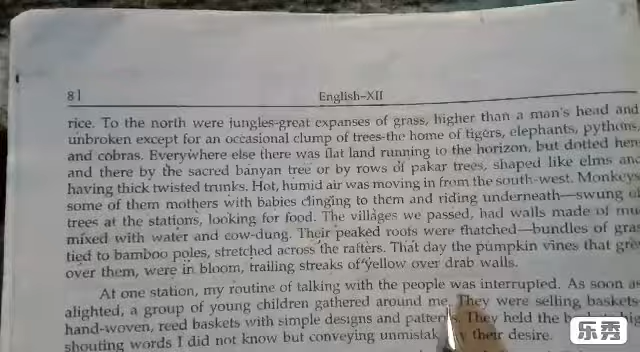 8 English-XII
rice. To the north were jungles-great expanses of grass, higher than a man's head and
unbroken except for an occasional clump of trees-the home of tigers, elephants, pythons,
and cobras. Everywhere else there was flat land running to the horizon, but dotted here
and there by the sacred banyan tree or by rows of pakar trees, shaped like elms and
having thick twisted trunks. Hot, humid air was moving in from the south-west. Monkeys
some of them mothers with babies clinging to them and riding underneath—swung
trees at the stations, looking for food. The villages we passed, had walls made of
mixed with water and cow-dung. Their peaked roots were thatched—bundles of
tied to bamboo poles, stretched across the rafters. That day the pumpkin vines that
over them, were in bloom, trailing streaks of yellow over drab walls.
At one station, my routine of talking with the people was interrupted. As soon as
alighted, a group of young children gathered around me. They were selling baskets
hand-woven, reed baskets with simple designs and patterns. They held the
shouting words I did not know but conveying their desire.
乐秀